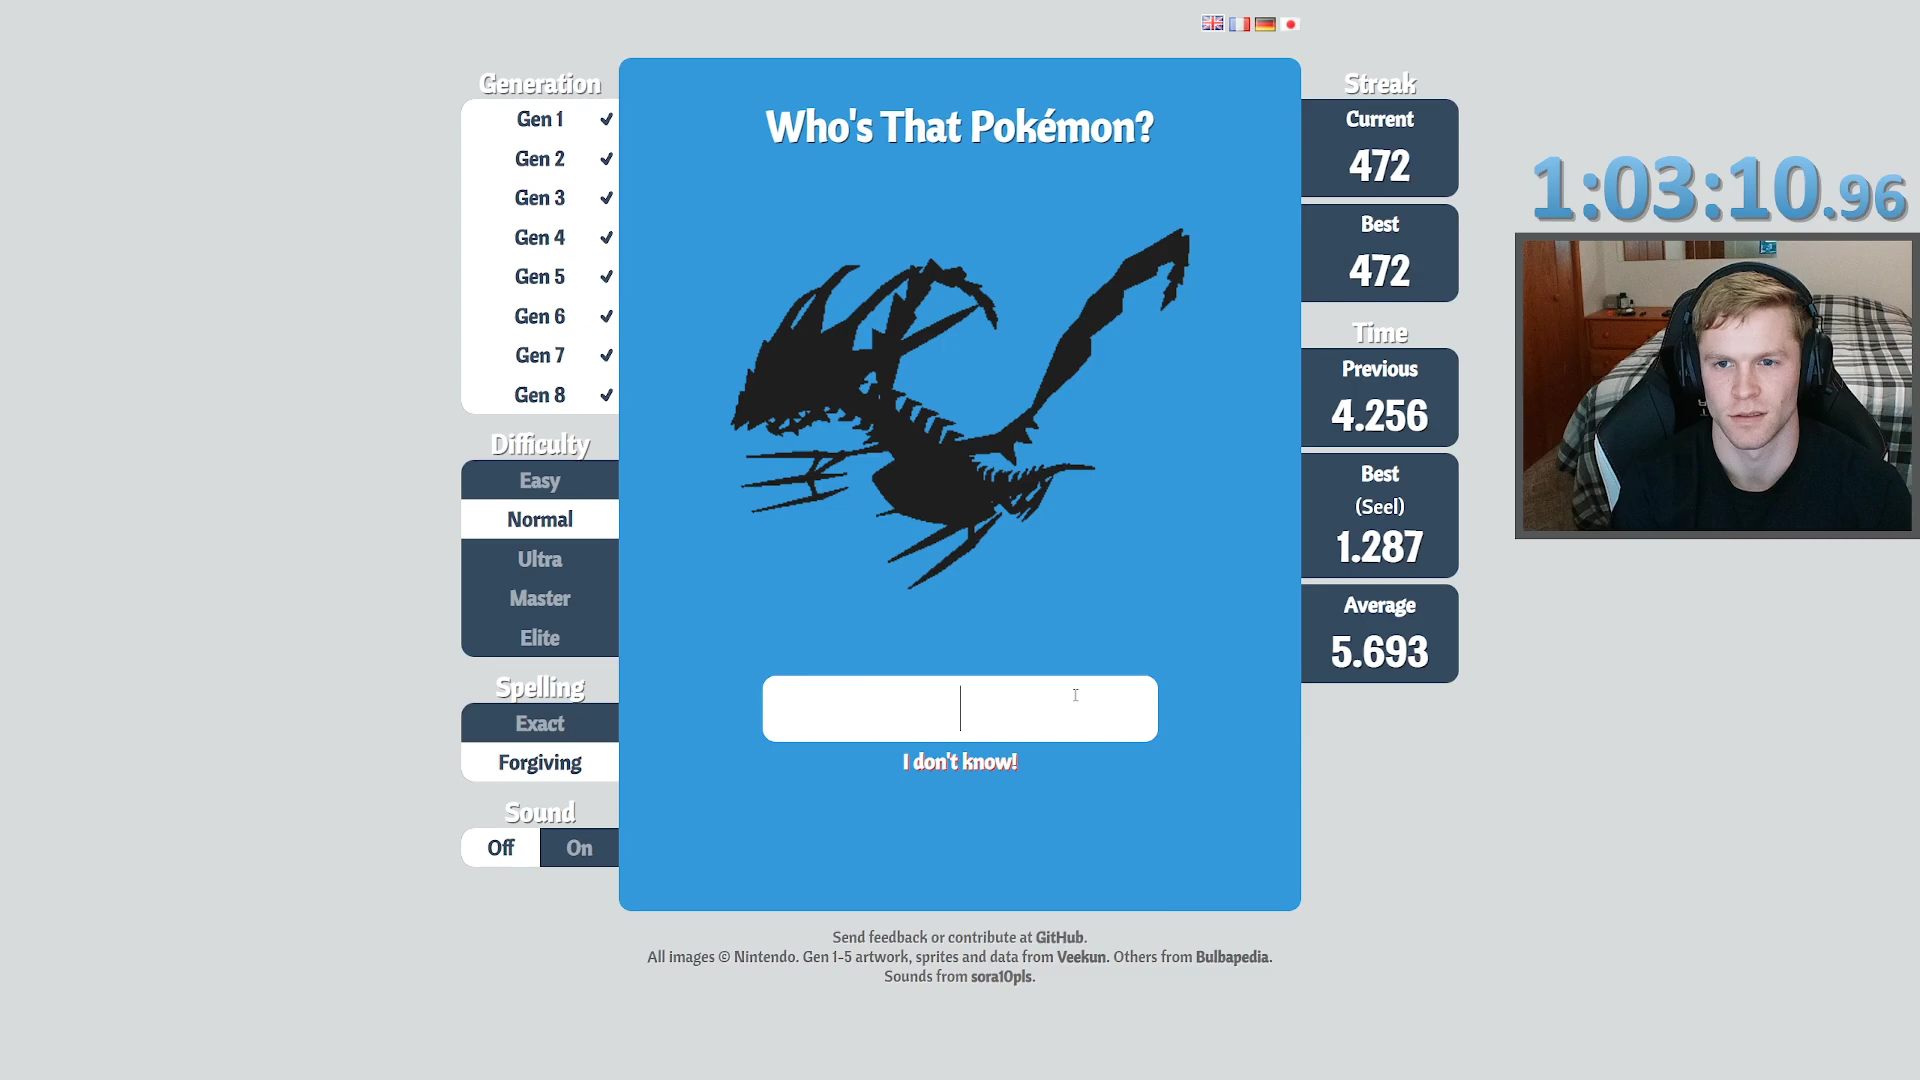 Generation
Gen 1
Gen 2
Gen 3
Gen 4
Gen 5
Gen 6
Gen 7
Gen 8
Difficulty
Easy
Normal
Ultra
Master
Elite
Spelling
Exact
Forgiving
Sound
Off On
Who's That Pokémon?
I don't know!
Streak
Current
472
Best
472
Time
Previous
4.256
Best
(Seel)
1.287
Average
5.693
1:03:10.96
Send feedback or contribute at GitHub.
All images © Nintendo. Gen 1-5 artwork, sprites and data from Veekun. Others from Bulbapedia.
Sounds from sora10pls.